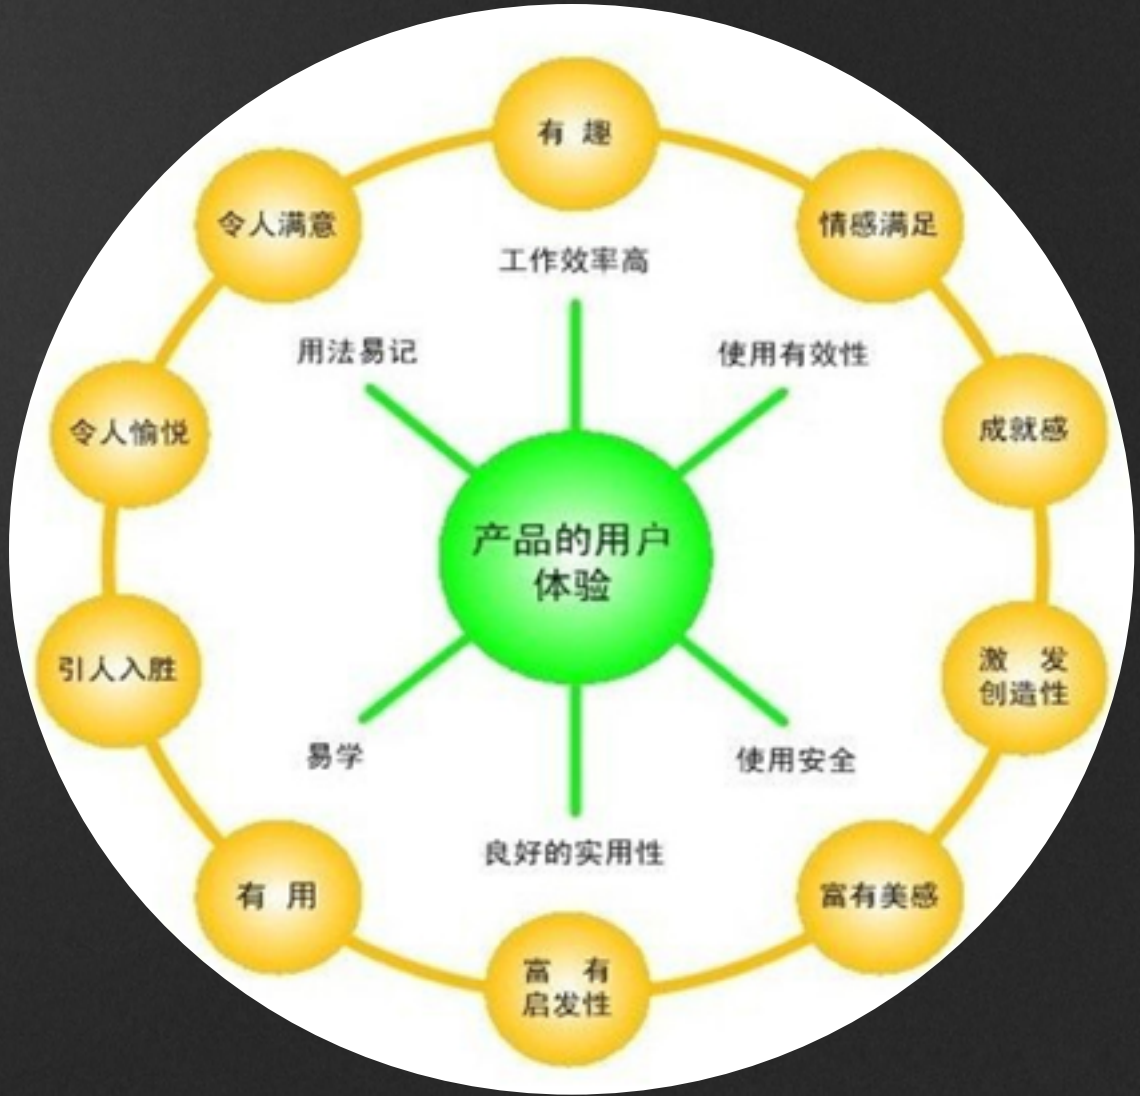 有 趣
令人满意
情感满足
工作效率高
用法易记
使用有效性
令人愉悦
成就感
产品的用户
体验
引人入胜
激 发
创造性
易学
使用安全
良好的实用性
有 用
富有美感
富 有
启发性